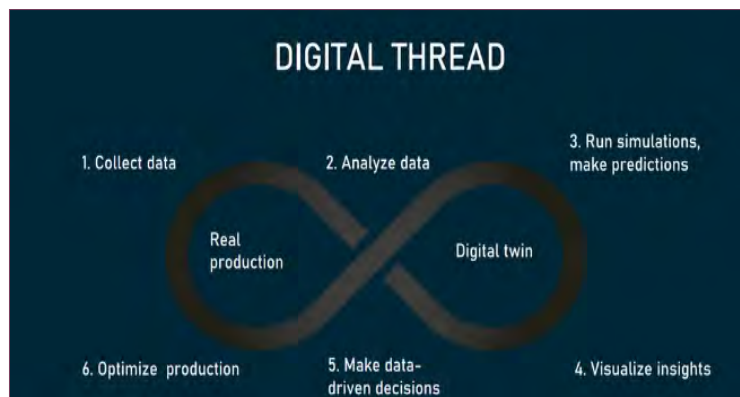 DIGITAL THREAD
1. Collect data
2. Analyze data
3. Run simulations,
make predictions
Real
production
Digital twin
6. Optimize production
5. Make data-
driven decisions
4. Visualize insights